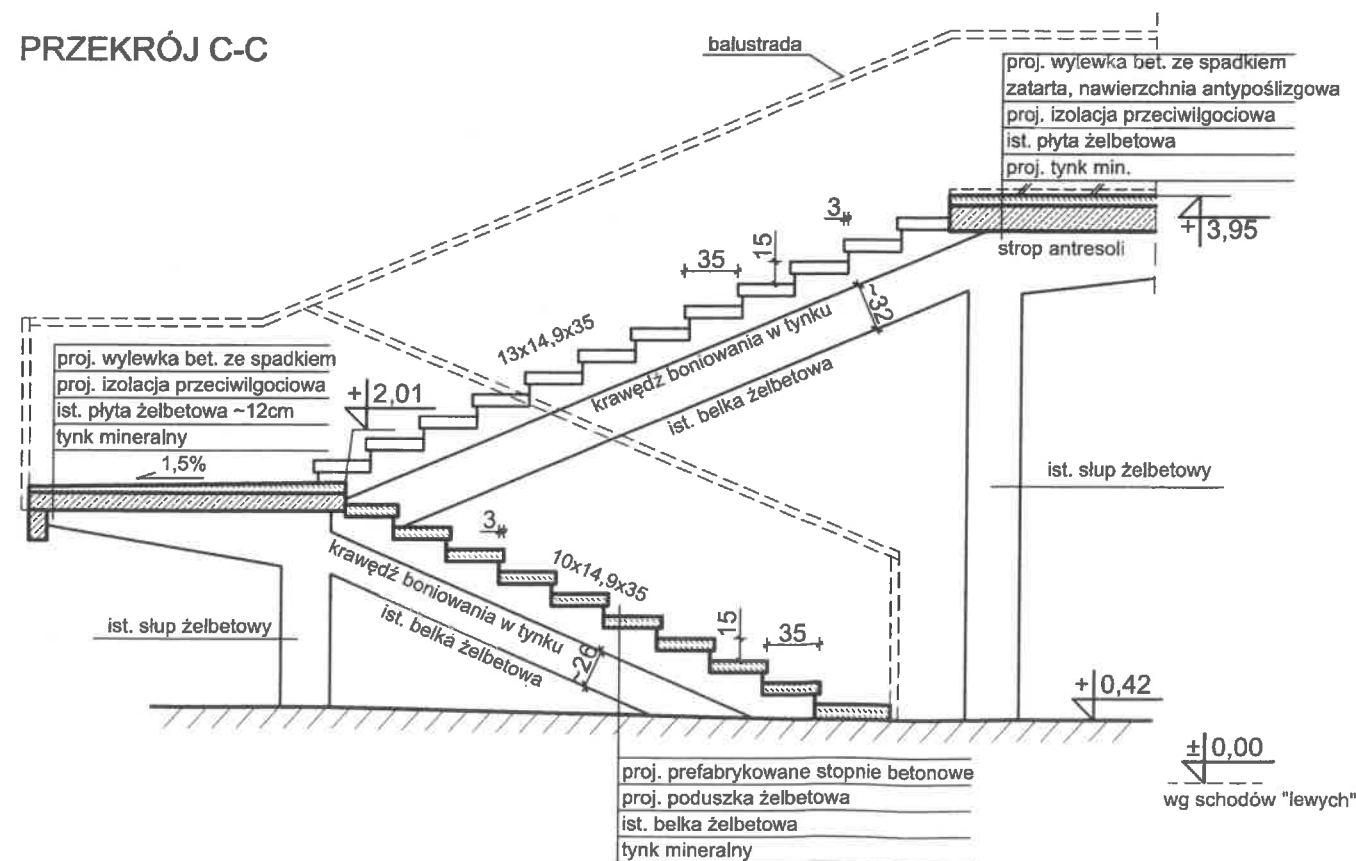 PRZEKRÓJ C-C
balustrada
proj. wylewka bet. ze spadkiem
zatarta, nawierzchnia antypoślizgowa
proj. izolacja przeciwilgociowa
ist. płyta żelbetowa
proj. tynk min.
+3,95
strop antresoli
3
15
35
~32
13x14,9x35
krawędź boniowania w tynku
ist. belka żelbetowa
proj. wylewka bet. ze spadkiem
proj. izolacja przeciwilgociowa
ist. płyta żelbetowa ~12cm
tynk mineralny
+2,01
1,5%
ist. słup żelbetowy
3
10x14,9x35
krawędź boniowania w tynku
ist. belka żelbetowa
~26
15
35
ist. słup żelbetowy
+0,42
±0,00
wg schodów "lewych"
proj. prefabrykowane stopnie betonowe
proj. poduszka żelbetowa
ist. belka żelbetowa
tynk mineralny